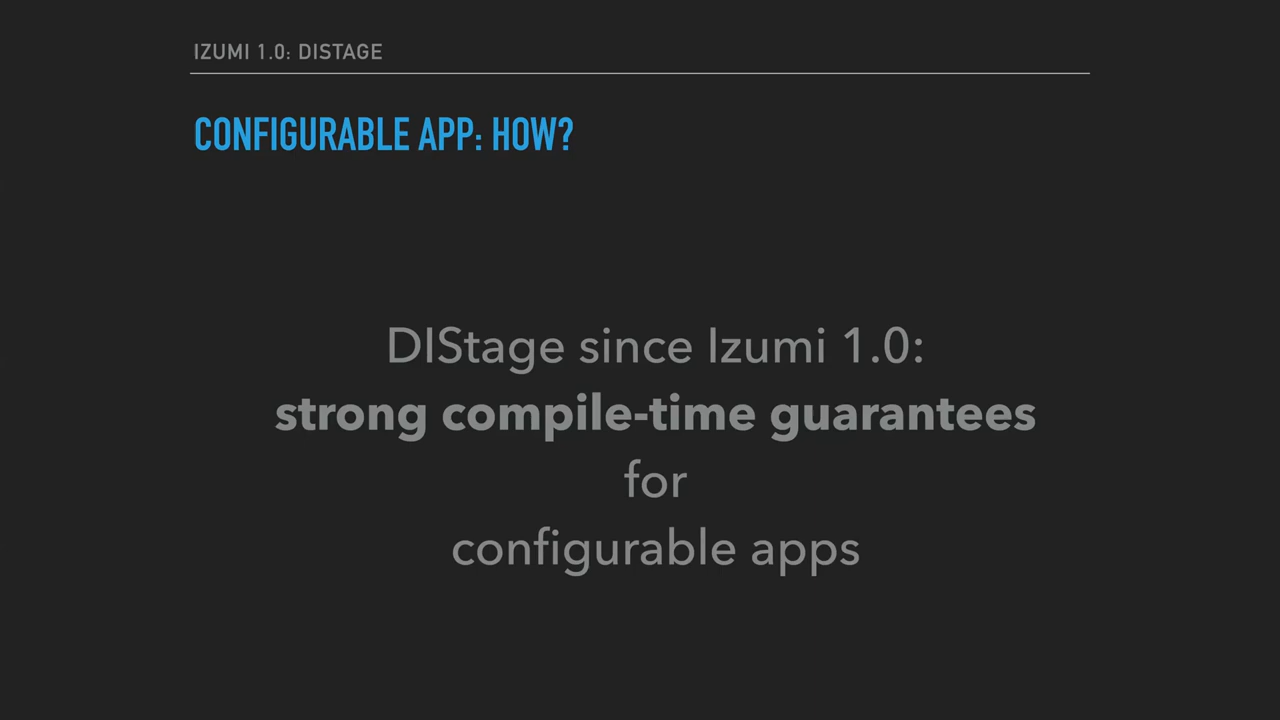 IZUMI 1.0: DISTAGE
CONFIGURABLE APP: HOW?
DIStage since Izumi 1.0:
strong compile-time guarantees
for
configurable apps